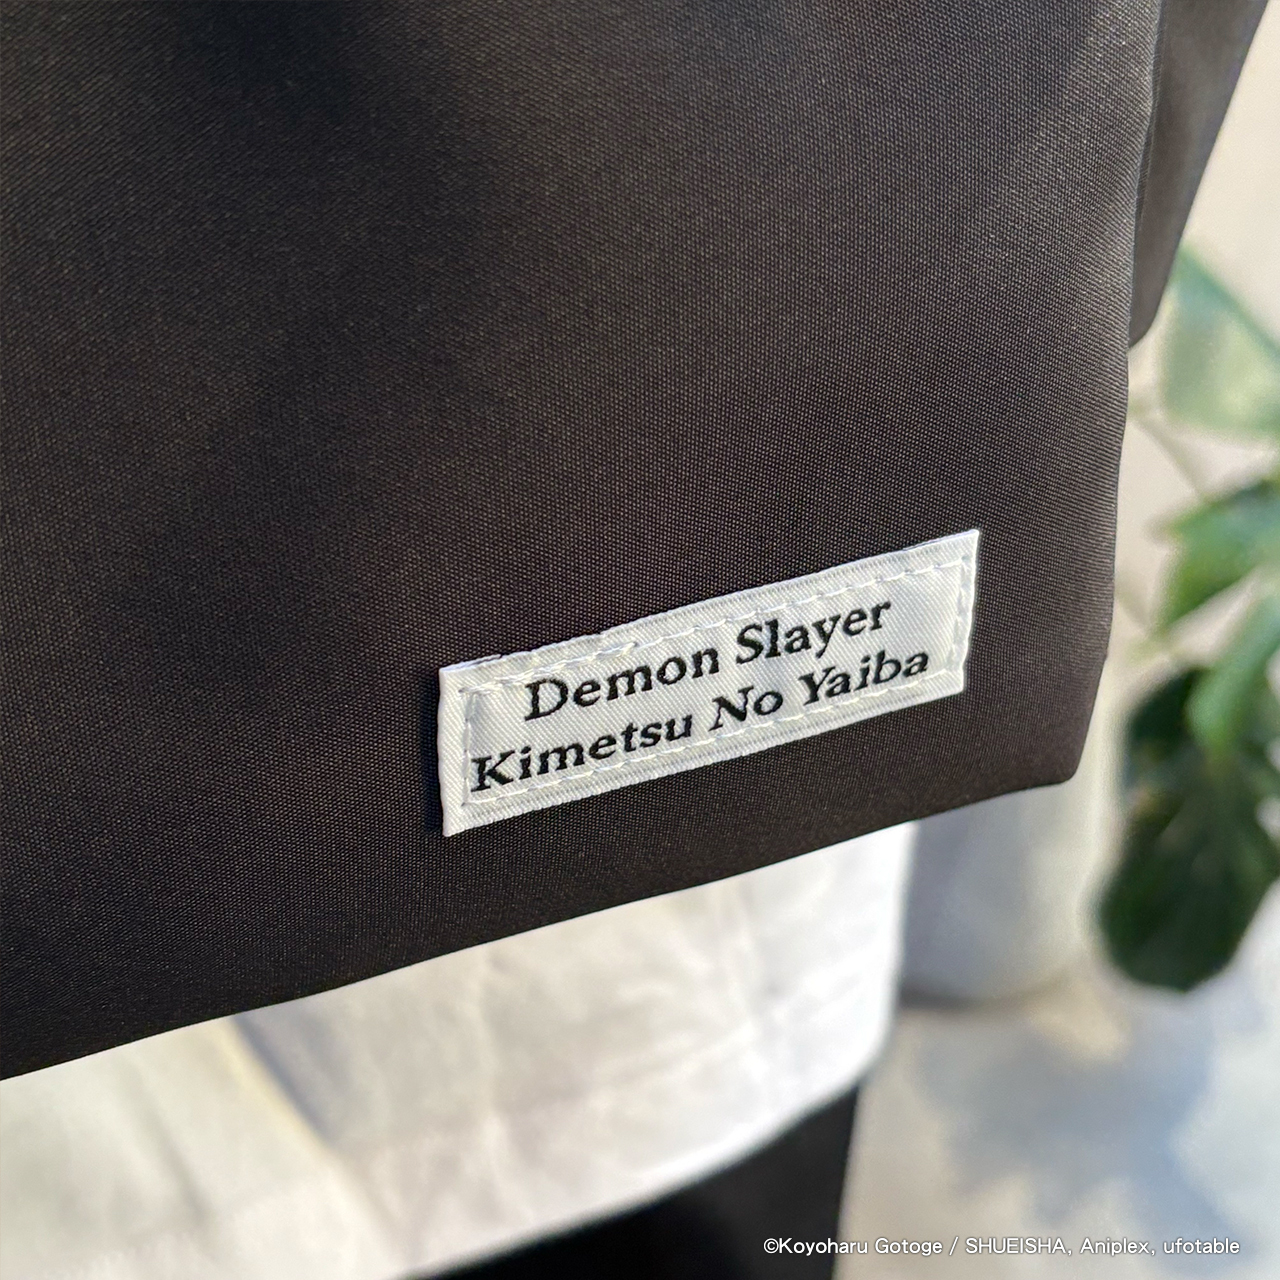 Demon Slayer
Kimetsu No Yaiba
©Koyoharu Gotoge / SHUEISHA, Aniplex, ufotable